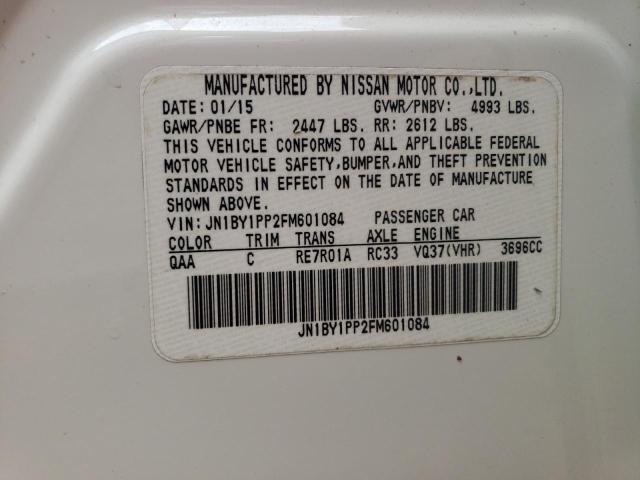 MANUFACTURED BY NISSAN MOTOR CO.,LTD.
DATE: 01/15 GVWR/PNBV: 4993 LBS.
GAWR/PNBE FR: 2447 LBS. RR: 2612 LBS.
THIS VEHICLE CONFORMS TO ALL APPLICABLE FEDERAL
MOTOR VEHICLE SAFETY,BUMPER,AND THEFT PREVENTION
STANDARDS IN EFFECT ON THE DATE OF MANUFACTURE
SHOWN ABOVE.
VIN:JN1BY1PP2FM601084 PASSENGER CAR
COLOR TRIM TRANS AXLE ENGINE
QAA C RE7R01A RC33 VQ37(VHR) 3696CC
JN1BY1PP2FM601084